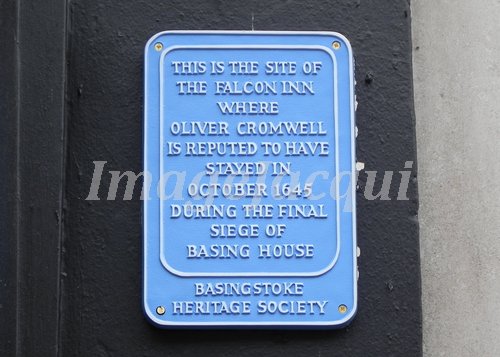 THIS IS THE SITE OF
THE FALCON INN
WHERE
OLIVER CROMWELL
IS REPUTED TO HAVE
STAYED IN
OCTOBER 1645
DURING THE FINAL
SIEGE OF
BASING HOUSE
BASINGSTOKE
HERITAGE SOCIETY
ImageJacqui